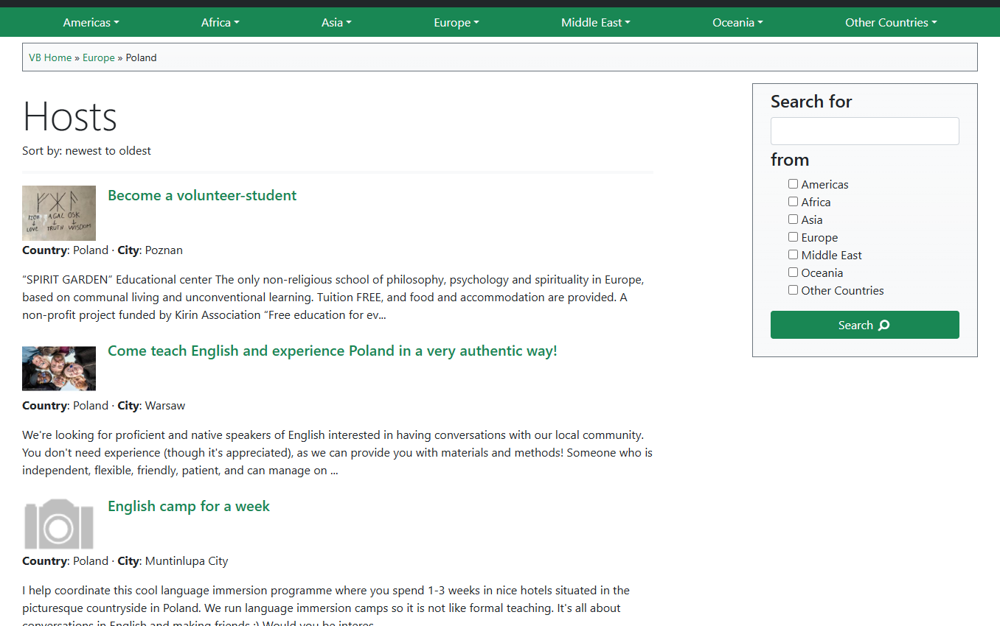 Americas Africa Asia Europe Middle East Oceania Other Countries
VB Home » Europe » Poland
Hosts
Sort by: newest to oldest
Become a volunteer-student
AGAL OSK
LOVE TRUTH WISDOM
Country: Poland · City: Poznan
“SPIRIT GARDEN” Educational center The only non-religious school of philosophy, psychology and spirituality in Europe,
based on communal living and unconventional learning. Tuition FREE, and food and accommodation are provided. A
non-profit project funded by Kirin Association “Free education for ev...
Come teach English and experience Poland in a very authentic way!
Country: Poland · City: Warsaw
We're looking for proficient and native speakers of English interested in having conversations with our local community.
You don't need experience (though it's appreciated), as we can provide you with materials and methods! Someone who is
independent, flexible, friendly, patient, and can manage on ...
English camp for a week
Country: Poland · City: Muntinlupa City
I help coordinate this cool language immersion programme where you spend 1-3 weeks in nice hotels situated in the
picturesque countryside in Poland. We run language immersion camps so it is not like formal teaching. It's all about
conversations in English and making friends :) Would you be interes...
Search for
from
Americas
Africa
Asia
Europe
Middle East
Oceania
Other Countries
Search